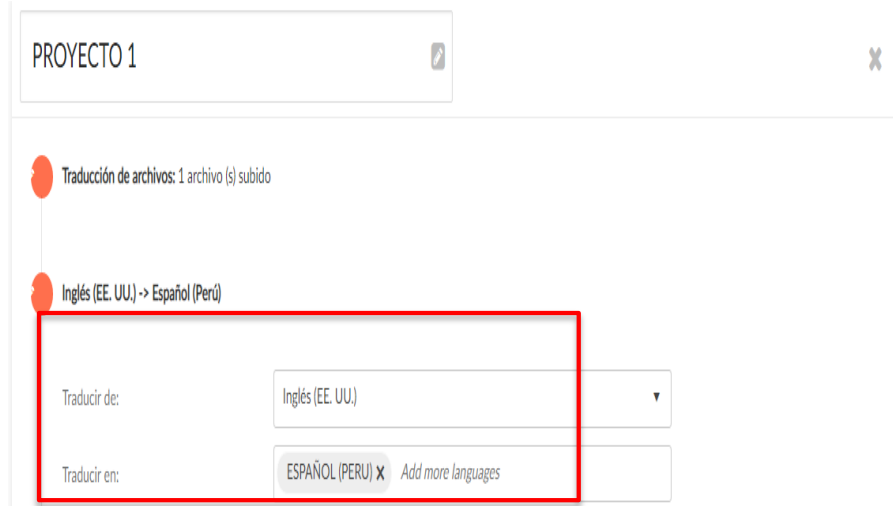 PROYECTO 1
Traducción de archivos: 1 archivo (s) subido
Inglés (EE. UU.) -> Español (Perú)
Traducir de: Inglés (EE. UU.)
Traducir en: ESPAÑOL (PERU) x Add more languages